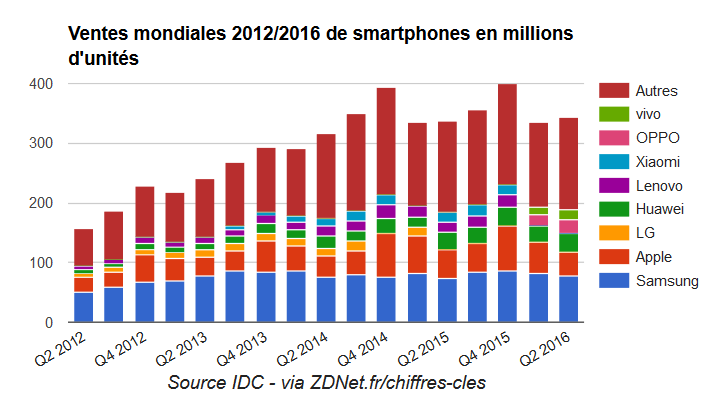 Ventes mondiales 2012/2016 de smartphones en millions
d'unités
400
300
200
100
0
Autres
vivo
OPPO
Xiaomi
Lenovo
Huawei
LG
Apple
Samsung
Q2 2012
Q4 2012
Q2 2013
Q4 2013
Q2 2014
Q4 2014
Q2 2015
Q4 2015
Q2 2016
Source IDC - via ZDNet.fr/chiffres-cles